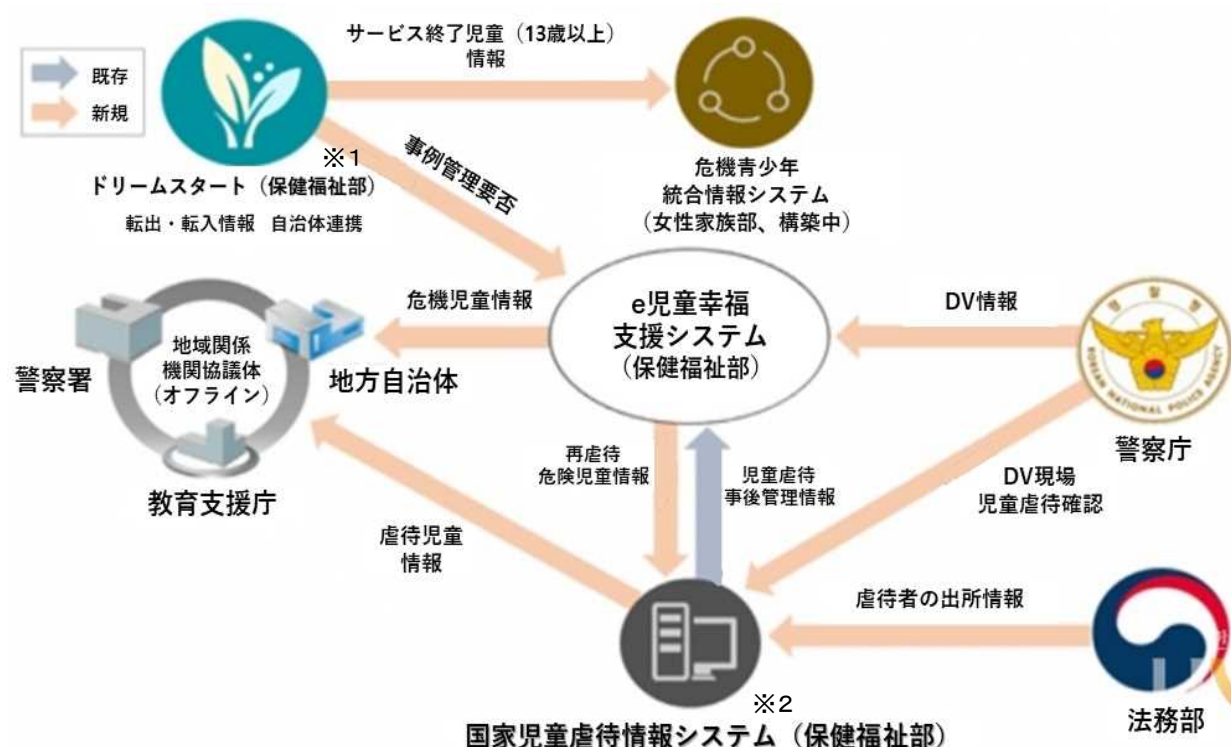 既存
新規
サービス終了児童（13歳以上）
情報
※1
ドリームスタート（保健福祉部）
転出・転入情報 自治体連携
事例管理要否
危機青少年
統合情報システム
（女性家族部、構築中）
警察署
地域関係
機関協議体
（オフライン）
地方自治体
教育支援庁
危機児童情報
e児童幸福
支援システム
（保健福祉部）
DV情報
경찰청
KOREAN NATIONAL POLICE AGENCY
警察庁
再虐待
危険児童情報
児童虐待
事後管理情報
DV現場
児童虐待確認
虐待児童
情報
虐待者の出所情報
法務部
※2
国家児童虐待情報システム（保健福祉部）